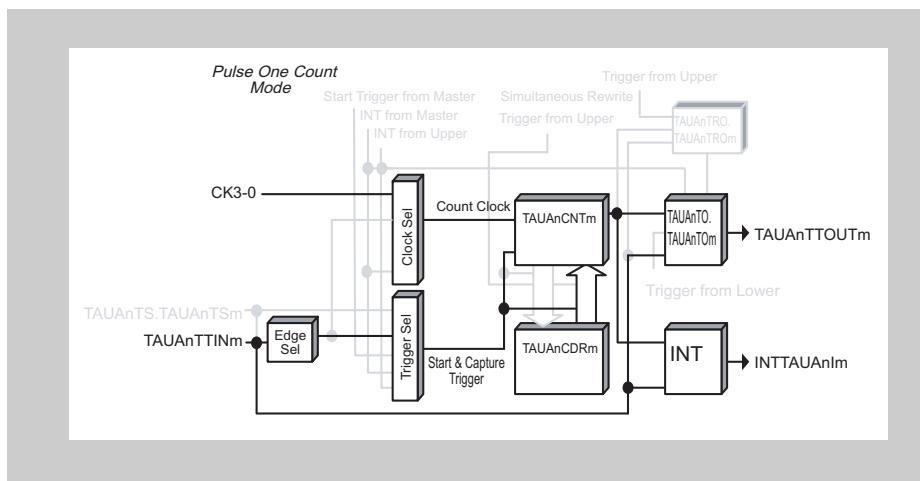 Pulse One Count
Mode
Trigger from Upper
Start Trigger from Master
Simultaneous Rewrite
INT from Master
Trigger from Upper
INT from Upper
TAUAnTRO.
TAUAnTROm
CK3-0
Clock Sel
Count Clock
TAUAnCNTm
TAUAnTO.
TAUAnTOm
TAUAnTTOUTm
Trigger from Lower
TAUAnTS.TAUAnTSm
TAUAnTTINm
Edge
Sel
Trigger Sel
Start & Capture
Trigger
TAUAnCDRm
INT
INTTAUAnIm